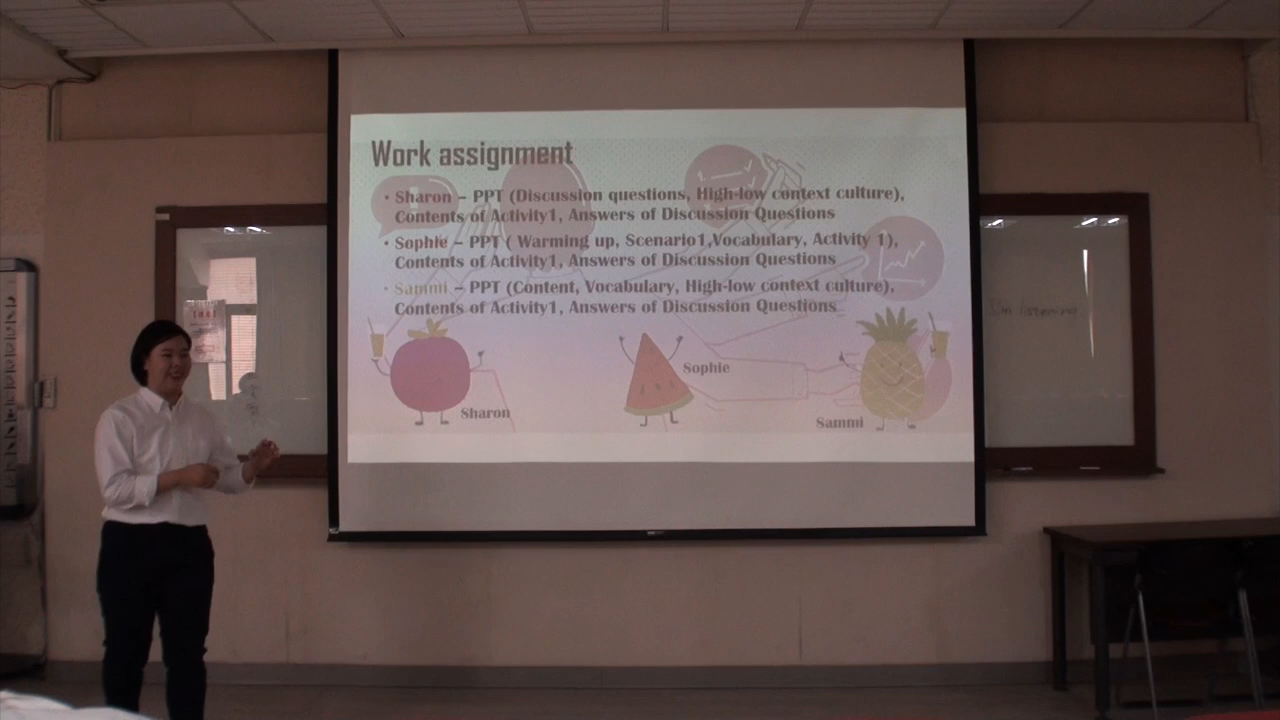 Work assignment
• Sharon – PPT (Discussion questions, High-low context culture),
Contents of Activity1, Answers of Discussion Questions
• Sophie – PPT ( Warming up, Scenario1,Vocabulary, Activity 1),
Contents of Activity1, Answers of Discussion Questions
• Sammi – PPT (Content, Vocabulary, High-low context culture),
Contents of Activity1, Answers of Discussion Questions
Sharon
Sophie
Sammi
I'm listening